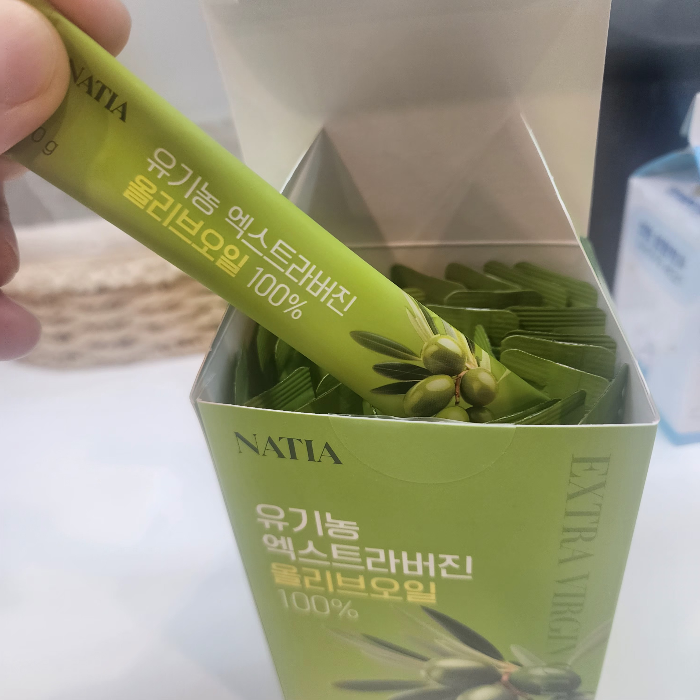 NATIA
0g
유기농 엑스트라버진
올리브오일 100%
NATIA
유기농
엑스트라버진
올리브오일
100%
EXTRA VIRGIN